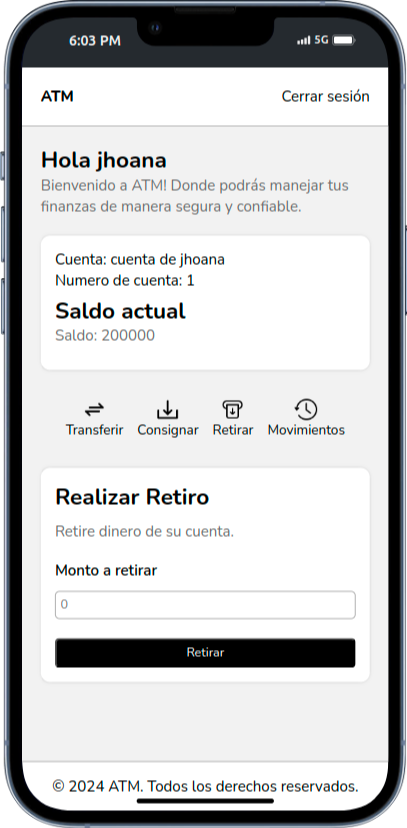 6:03 PM
5G
ATM
Cerrar sesión
Hola jhoana
Bienvenido a ATM! Donde podrás manejar tus
finanzas de manera segura y confiable.
Cuenta: cuenta de jhoana
Numero de cuenta: 1
Saldo actual
Saldo: 200000
Transferir
Consignar
Retirar
Movimientos
Realizar Retiro
Retire dinero de su cuenta.
Monto a retirar
0
Retirar
© 2024 ATM. Todos los derechos reservados.